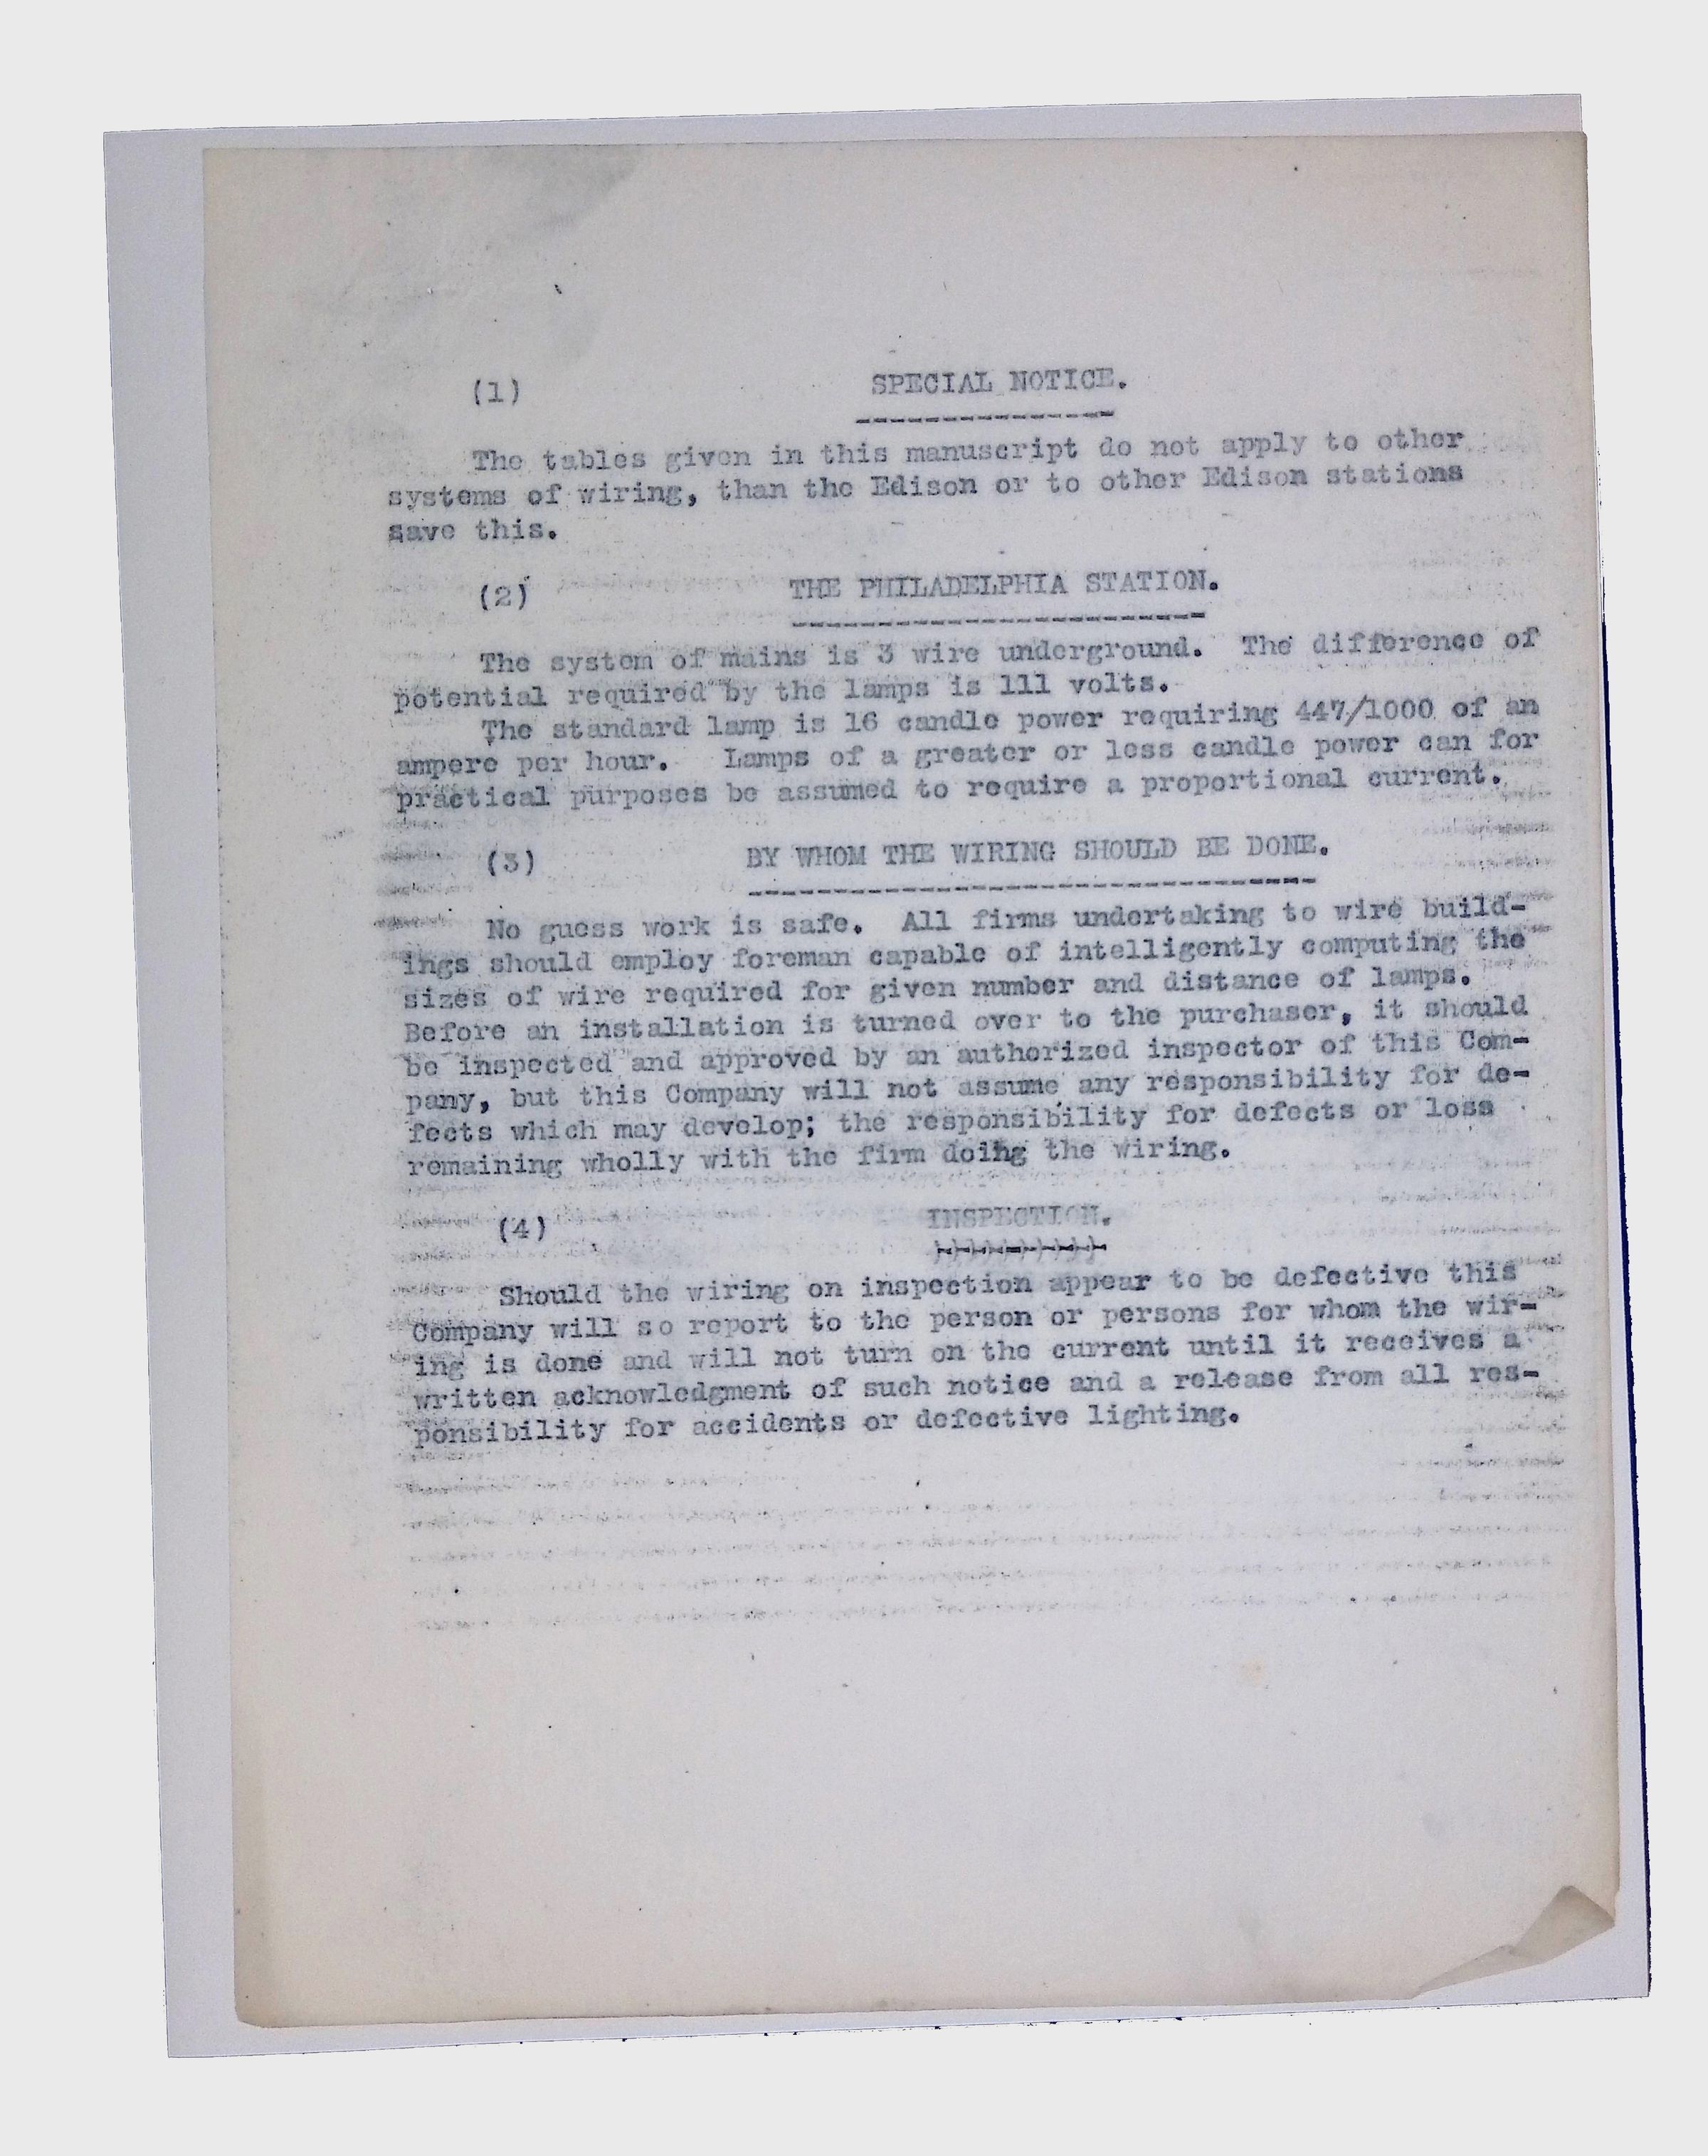 (1) SPECIAL NOTICE.
The tables given in this manuscript do not apply to other
systems of wiring, than the Edison or to other Edison stations
save this.
(2) THE PHILADELPHIA STATION.
The system of mains is 3 wire underground. The difference of
potential required by the lamps is 111 volts.
The standard lamp is 16 candle power requiring 447/1000 of an
ampere per hour. Lamps of a greater or less candle power can for
practical purposes be assumed to require a proportional current.
(3) BY WHOM THE WIRING SHOULD BE DONE.
No guess work is safe. All firms undertaking to wire build-
ings should employ foreman capable of intelligently computing the
sizes of wire required for given number and distance of lamps.
Before an installation is turned over to the purchaser, it should
be inspected and approved by an authorized inspector of this Com-
pany, but this Company will not assume any responsibility for de-
fects which may develop; the responsibility for defects or loss
remaining wholly with the firm doing the wiring.
(4) INSPECTION.
Should the wiring on inspection appear to be defective this
Company will so report to the person or persons for whom the wir-
ing is done and will not turn on the current until it receives a
written acknowledgment of such notice and a release from all res-
ponsibility for accidents or defective lighting.